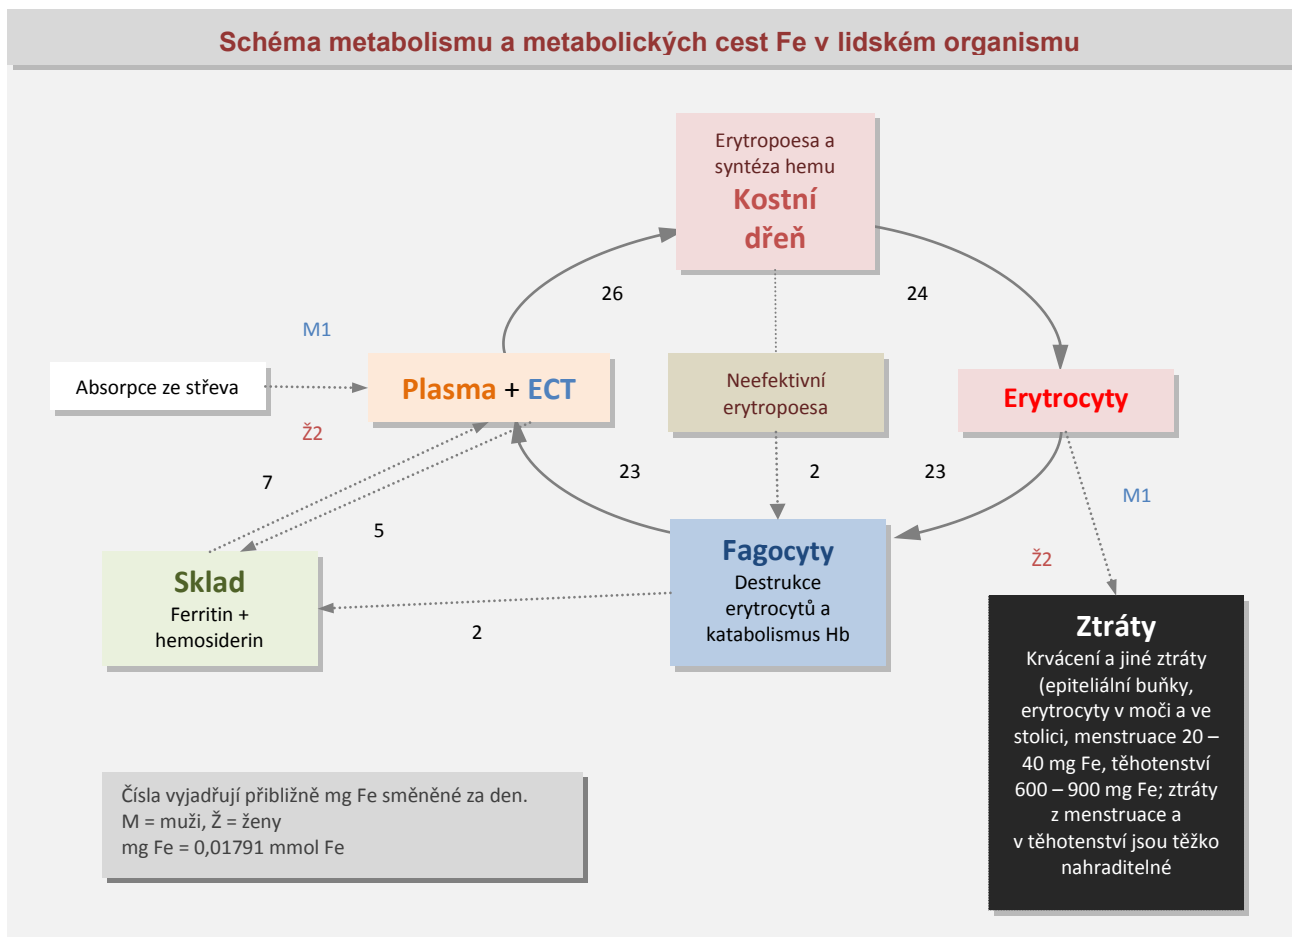 Schéma metabolismu a metabolických cest Fe v lidském organismu
Erytropoesa a
syntéza hemu
Kostní
dřeň
26
24
M1
Absorpce ze střeva
Plasma + ECT
Neefektivní
erytropoesa
Erytrocyty
Ž2
7
23
2
23
M1
5
Ž2
Sklad
Ferritin +
hemosiderin
Fagocyty
Destrukce
erytrocytů a
katabolismus Hb
2
Ztráty
Krvácení a jiné ztráty
(epiteliální buňky,
erytrocyty v moči a ve
stolici, menstruace 20 –
40 mg Fe, těhotenství
600 – 900 mg Fe; ztráty
z menstruace a
v těhotenství jsou těžko
nahraditelné
Čísla vyjadřují přibližně mg Fe směněné za den.
M = muži, Ž = ženy
mg Fe = 0,01791 mmol Fe